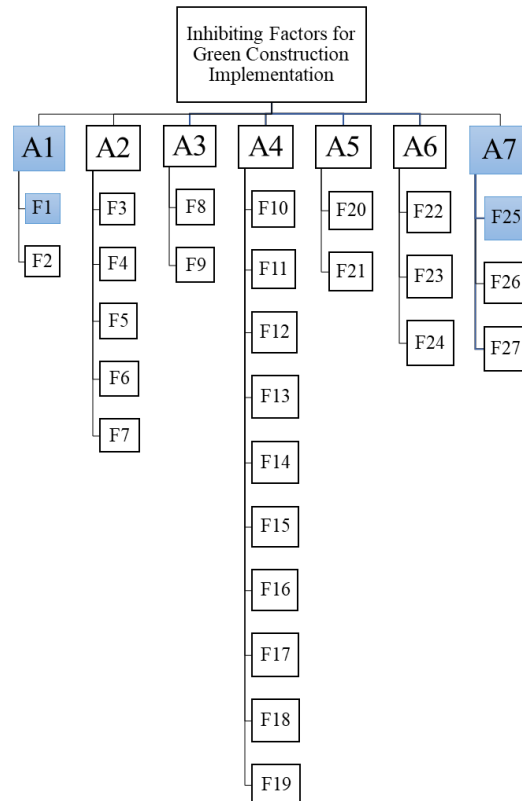 Inhibiting Factors for
Green Construction
Implementation
A1
A2
A3
A4
A5
A6
A7
F1
F2
F3
F4
F5
F6
F7
F8
F9
F10
F11
F12
F13
F14
F15
F16
F17
F18
F19
F20
F21
F22
F23
F24
F25
F26
F27